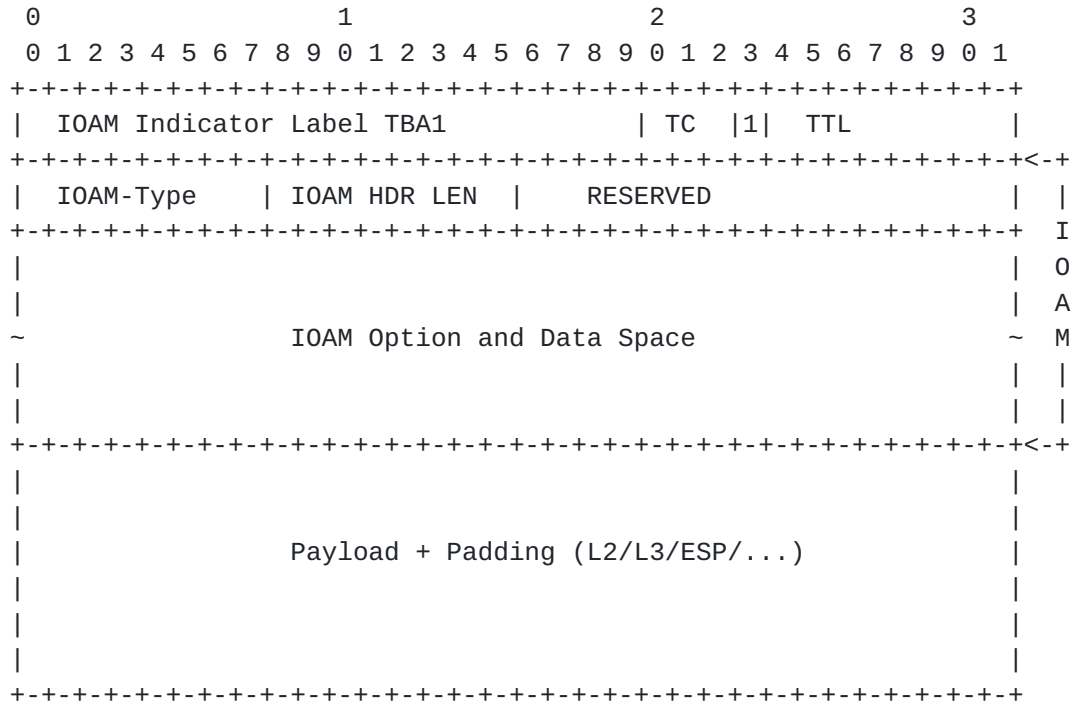 0                   1                   2                   3
 0 1 2 3 4 5 6 7 8 9 0 1 2 3 4 5 6 7 8 9 0 1 2 3 4 5 6 7 8 9 0 1
+-+-+-+-+-+-+-+-+-+-+-+-+-+-+-+-+-+-+-+-+-+-+-+-+-+-+-+-+-+-+-+-+
|  IOAM Indicator Label TBA1            | TC  |1|  TTL          |
+-+-+-+-+-+-+-+-+-+-+-+-+-+-+-+-+-+-+-+-+-+-+-+-+-+-+-+-+-+-+-+-+<-+
|  IOAM-Type    | IOAM HDR LEN  |    RESERVED                   |  |
+-+-+-+-+-+-+-+-+-+-+-+-+-+-+-+-+-+-+-+-+-+-+-+-+-+-+-+-+-+-+-+-+  I
|                                                               |  O
|                                                               |  A
~                 IOAM Option and Data Space                    ~  M
|                                                               |  |
|                                                               |  |
+-+-+-+-+-+-+-+-+-+-+-+-+-+-+-+-+-+-+-+-+-+-+-+-+-+-+-+-+-+-+-+-+<-+
|                                                               |
|                                                               |
|                 Payload + Padding (L2/L3/ESP/...)             |
|                                                               |
|                                                               |
|                                                               |
+-+-+-+-+-+-+-+-+-+-+-+-+-+-+-+-+-+-+-+-+-+-+-+-+-+-+-+-+-+-+-+-+